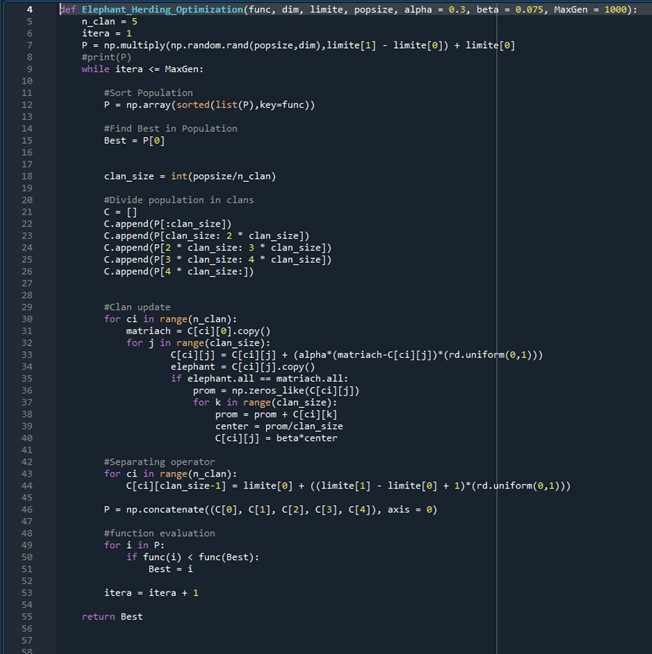 4 def Elephant_Herding_Optimization(func, dim, limite, popsize, alpha = 0.3, beta = 0.075, MaxGen = 1000):
5     n_clan = 5
6     itera = 1
7     P = np.multiply(np.random.rand(popsize,dim),limite[1] - limite[0]) + limite[0]
8     #print(P)
9     while itera <= MaxGen:
10
11         #Sort Population
12         P = np.array(sorted(list(P),key=func))
13
14         #Find Best in Population
15         Best = P[0]
16
17
18         clan_size = int(popsize/n_clan)
19
20         #Divide population in clans
21         C = []
22         C.append(P[:clan_size])
23         C.append(P[clan_size: 2 * clan_size])
24         C.append(P[2 * clan_size: 3 * clan_size])
25         C.append(P[3 * clan_size: 4 * clan_size])
26         C.append(P[4 * clan_size:])
27
28
29         #Clan update
30         for ci in range(n_clan):
31             matriach = C[ci][0].copy()
32             for j in range(clan_size):
33                     C[ci][j] = C[ci][j] + (alpha*(matriach-C[ci][j])*(rd.uniform(0,1)))
34                     elephant = C[ci][j].copy()
35                     if elephant.all == matriach.all:
36                         prom = np.zeros_like(C[ci][j])
37                         for k in range(clan_size):
38                             prom = prom + C[ci][k]
39                             center = prom/clan_size
40                             C[ci][j] = beta*center
41
42         #Separating operator
43         for ci in range(n_clan):
44             C[ci][clan_size-1] = limite[0] + ((limite[1] - limite[0] + 1)*(rd.uniform(0,1)))
45
46         P = np.concatenate((C[0], C[1], C[2], C[3], C[4]), axis = 0)
47
48         #function evaluation
49         for i in P:
50             if func(i) < func(Best):
51                 Best = i
52
53         itera = itera + 1
54
55     return Best
56
57
58